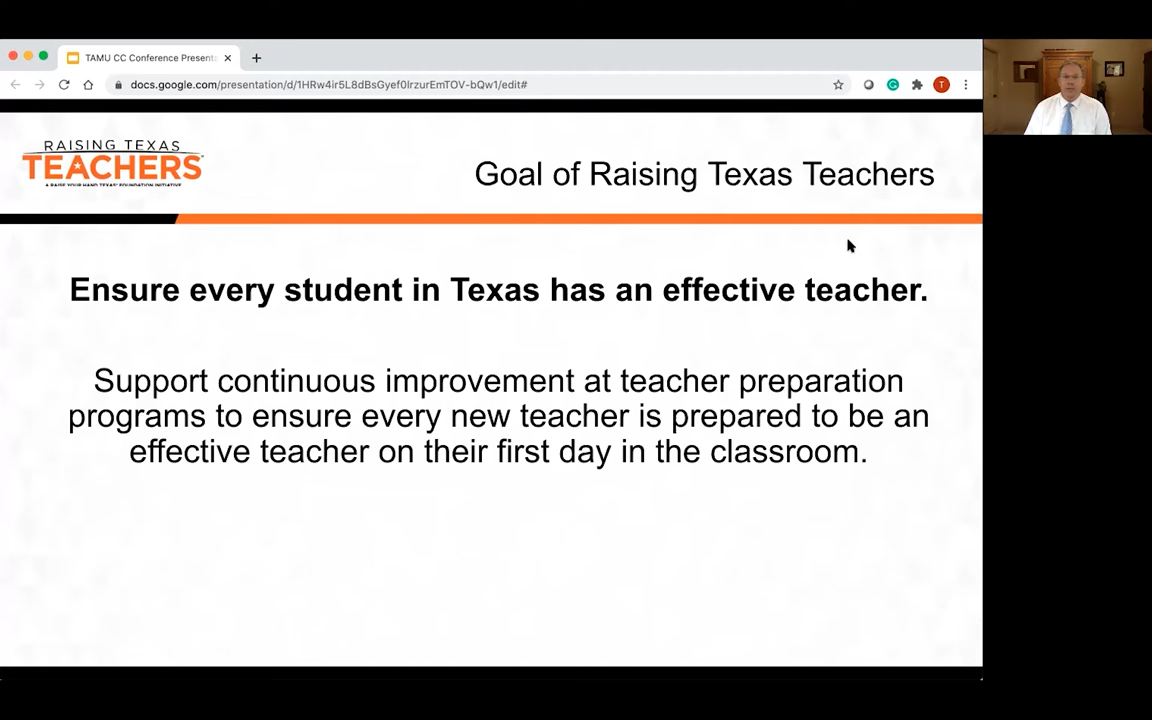 TAMU CC Conference Presenta
docs.google.com/presentation/d/1HRw4ir5L8dBsGyef0IrzurEmTOV-bQw1/edit#
T
RAISING TEXAS
TEACHERS
A RAISE YOUR HAND TEXAS FOUNDATION INITIATIVE
Goal of Raising Texas Teachers
Ensure every student in Texas has an effective teacher.
Support continuous improvement at teacher preparation
programs to ensure every new teacher is prepared to be an
effective teacher on their first day in the classroom.